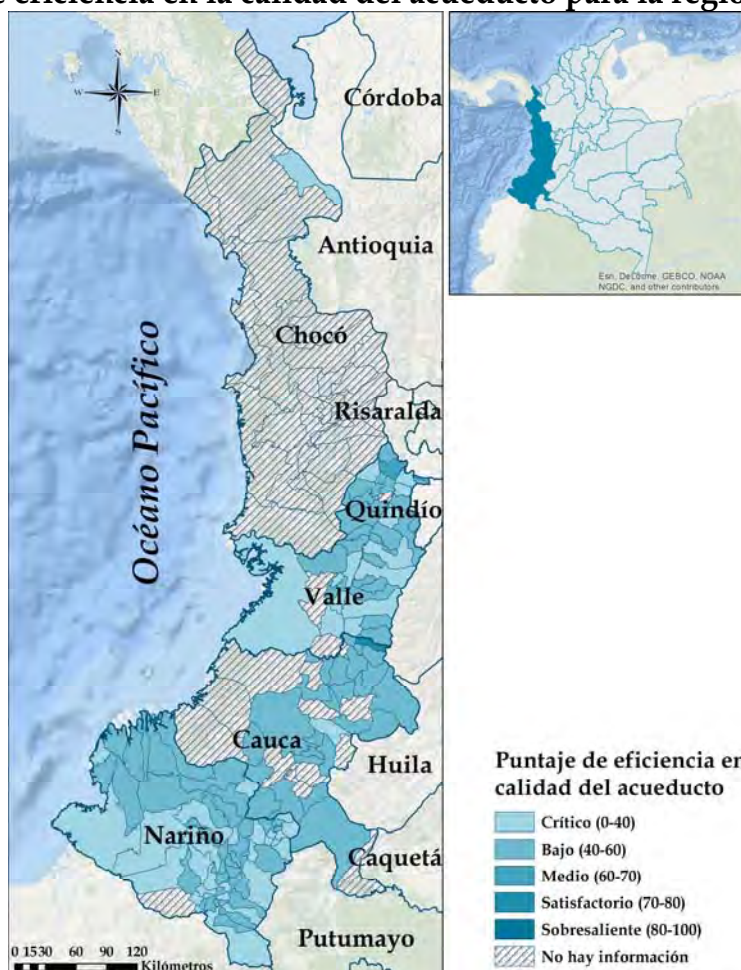 eficiencia en la calidad del acueducto para la regió
N
W
E
S
Córdoba
Antioquia
Chocó
Risaralda
Quindío
Océano Pacífico
Valle
Cauca
Huila
Nariño
Caquetá
Putumayo
0 1530 60 90 120
Kilómetros
Esri, DeLorme, GEBCO, NOAA
NGDC, and other contributors
Puntaje de eficiencia en
calidad del acueducto
Crítico (0-40)
Bajo (40-60)
Medio (60-70)
Satisfactorio (70-80)
Sobresaliente (80-100)
No hay información